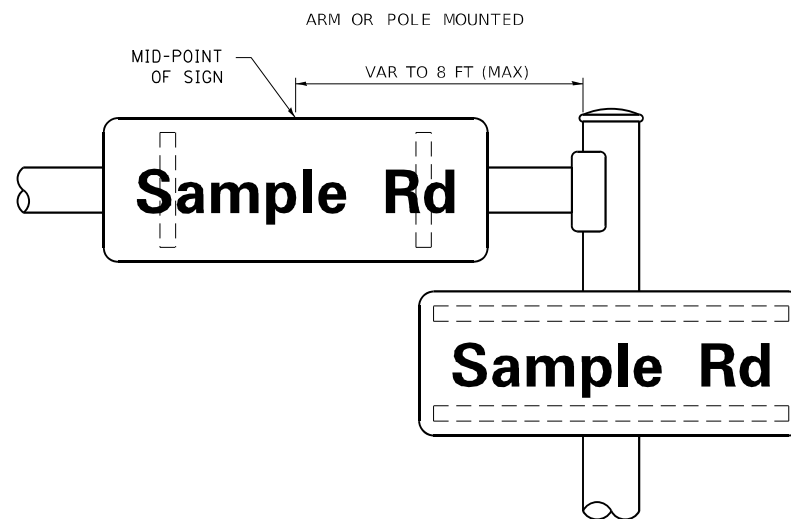 ARM OR POLE MOUNTED
MID-POINT
OF SIGN
VAR TO 8 FT (MAX)
Sample Rd
Sample Rd